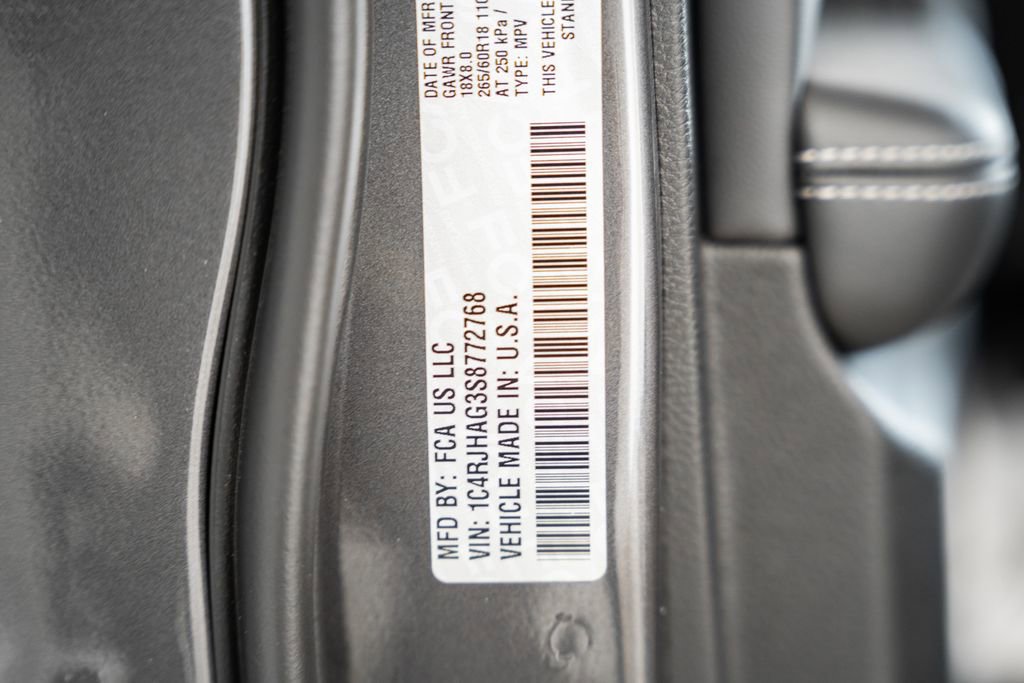 MFD BY: FCA US LLC
VIN: 1C4RJHAG3S8772768
VEHICLE MADE IN: U.S.A.
DATE OF MFR
GAWR FRONT
18X8.0
265/60R18 110
AT 250 kPa /
TYPE: MPV
THIS VEHICLE
STAN